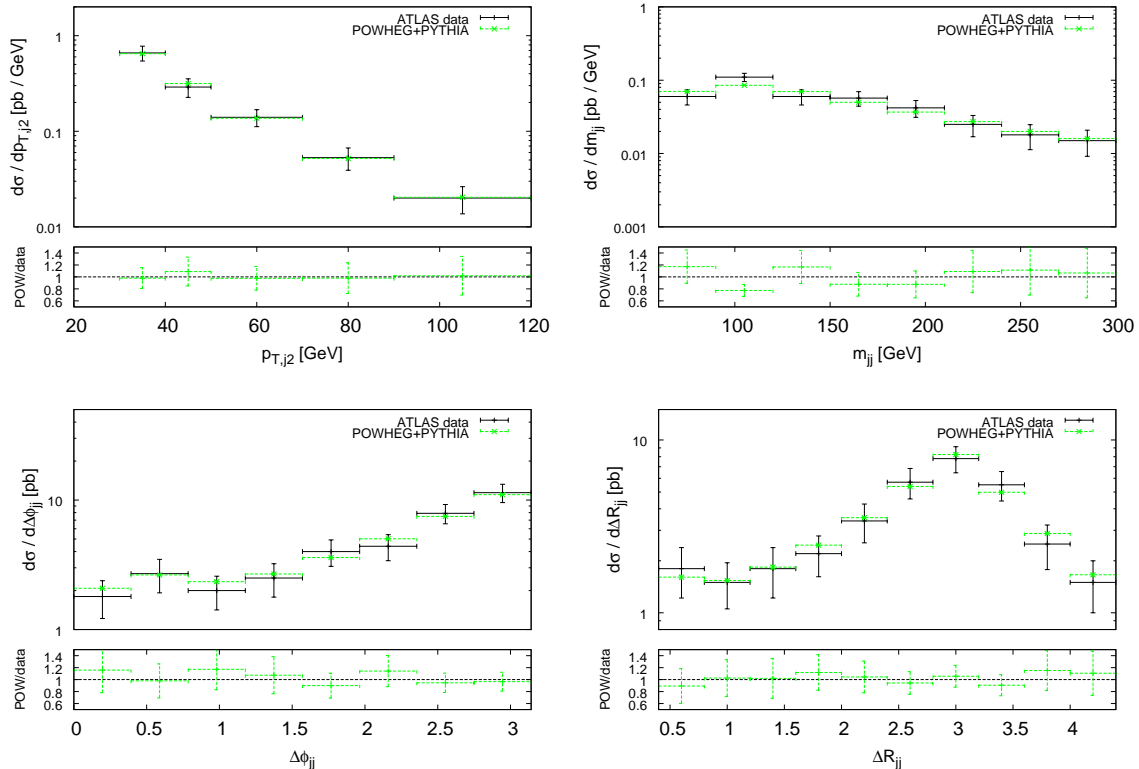 ATLAS data
POWHEG+PYTHIA
dσ / dp_T,j2 [pb / GeV]
1
0.1
0.01
POW/data
1.4
1.2
1
0.8
0.6
20 40 60 80 100 120
p_T,j2 [GeV]
ATLAS data
POWHEG+PYTHIA
dσ / dm_jj [pb / GeV]
1
0.1
0.01
0.001
POW/data
1.4
1.2
1
0.8
0.6
100 150 200 250 300
m_jj [GeV]
ATLAS data
POWHEG+PYTHIA
dσ / dΔϕ_jj [pb]
10
1
POW/data
1.4
1.2
1
0.8
0.6
0 0.5 1 1.5 2 2.5 3
Δϕ_jj
ATLAS data
POWHEG+PYTHIA
dσ / dΔR_jj [pb]
10
1
POW/data
1.4
1.2
1
0.8
0.6
0.5 1 1.5 2 2.5 3 3.5 4
ΔR_jj